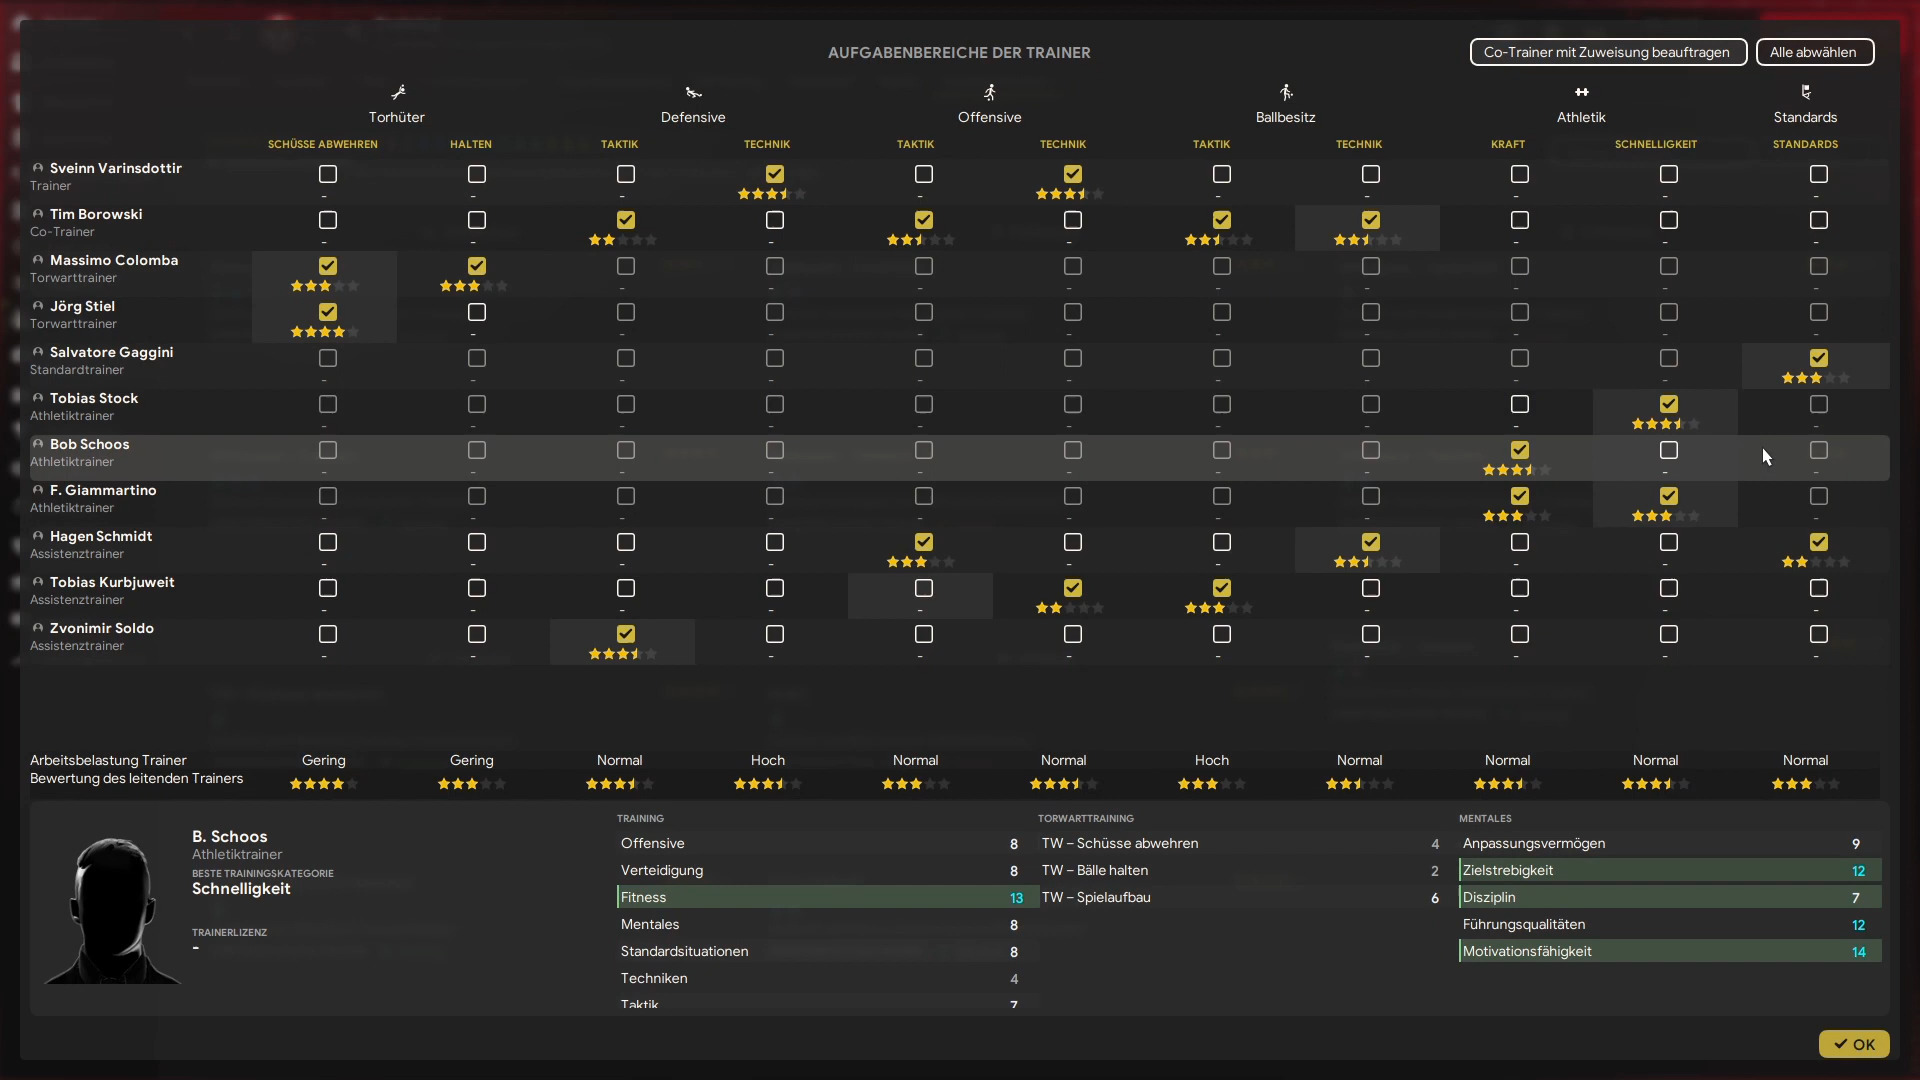 AUFGABENBEREICHE DER TRAINER
Co-Trainer mit Zuweisung beauftragen
Alle abwählen
Torhüter Defensive Offensive Ballbesitz Athletik Standards
SCHÜSSE ABWEHREN HALTEN TAKTIK TECHNIK TAKTIK TECHNIK TAKTIK TECHNIK KRAFT SCHNELLIGKEIT STANDARDS
Sveinn Varinsdottir
Trainer
- - - - - - - - -
Tim Borowski
Co-Trainer
- - - - - - -
Massimo Colomba
Torwarttrainer
- - - - - - - - -
Jörg Stiel
Torwarttrainer
- - - - - - - - - -
Salvatore Gaggini
Standardtrainer
- - - - - - - - - -
Tobias Stock
Athletiktrainer
- - - - - - - - - -
Bob Schoos
Athletiktrainer
- - - - - - - - - -
F. Giammartino
Athletiktrainer
- - - - - - - - -
Hagen Schmidt
Assistenztrainer
- - - - - - - -
Tobias Kurbjuweit
Assistenztrainer
- - - - - - - - -
Zvonimir Soldo
Assistenztrainer
- - - - - - - - - -
Arbeitsbelastung Trainer Gering Gering Normal Hoch Normal Normal Hoch Normal Normal Normal Normal
Bewertung des leitenden Trainers
B. Schoos
Athletiktrainer
BESTE TRAININGSKATEGORIE
Schnelligkeit
TRAINERLIZENZ
-
TRAINING
Offensive 8
Verteidigung 8
Fitness 13
Mentales 8
Standardsituationen 8
Techniken 4
Taktik 7
TORWARTTRAINING
TW – Schüsse abwehren 4
TW – Bälle halten 2
TW – Spielaufbau 6
MENTALES
Anpassungsvermögen 9
Zielstrebigkeit 12
Disziplin 7
Führungsqualitäten 12
Motivationsfähigkeit 14
OK